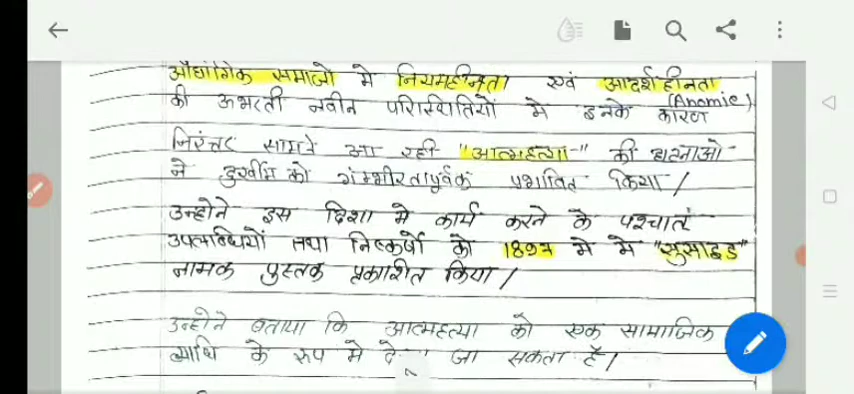 औद्योगिक समाजो मे नियमहीनता एवं आदर्शहीनता
(Anomie)
की उभरती नवीन परिस्थितियों मे इनके कारण
निरंतर सामने आ रही "आत्महत्या" की घटनाओ
ने दुर्खीम को गंम्भीरतापूर्वक प्रभावित किया/
उन्होने इस दिशा मे कार्य करने के पश्चात
उपलब्धियों तथा निष्कर्षो को 1897 मे मे "सुसाइड"
नामक पुस्तक प्रकाशित किया/
उन्होने बताया कि आत्महत्या को एक सामाजिक
व्याधि के रूप मे जा सकता है/